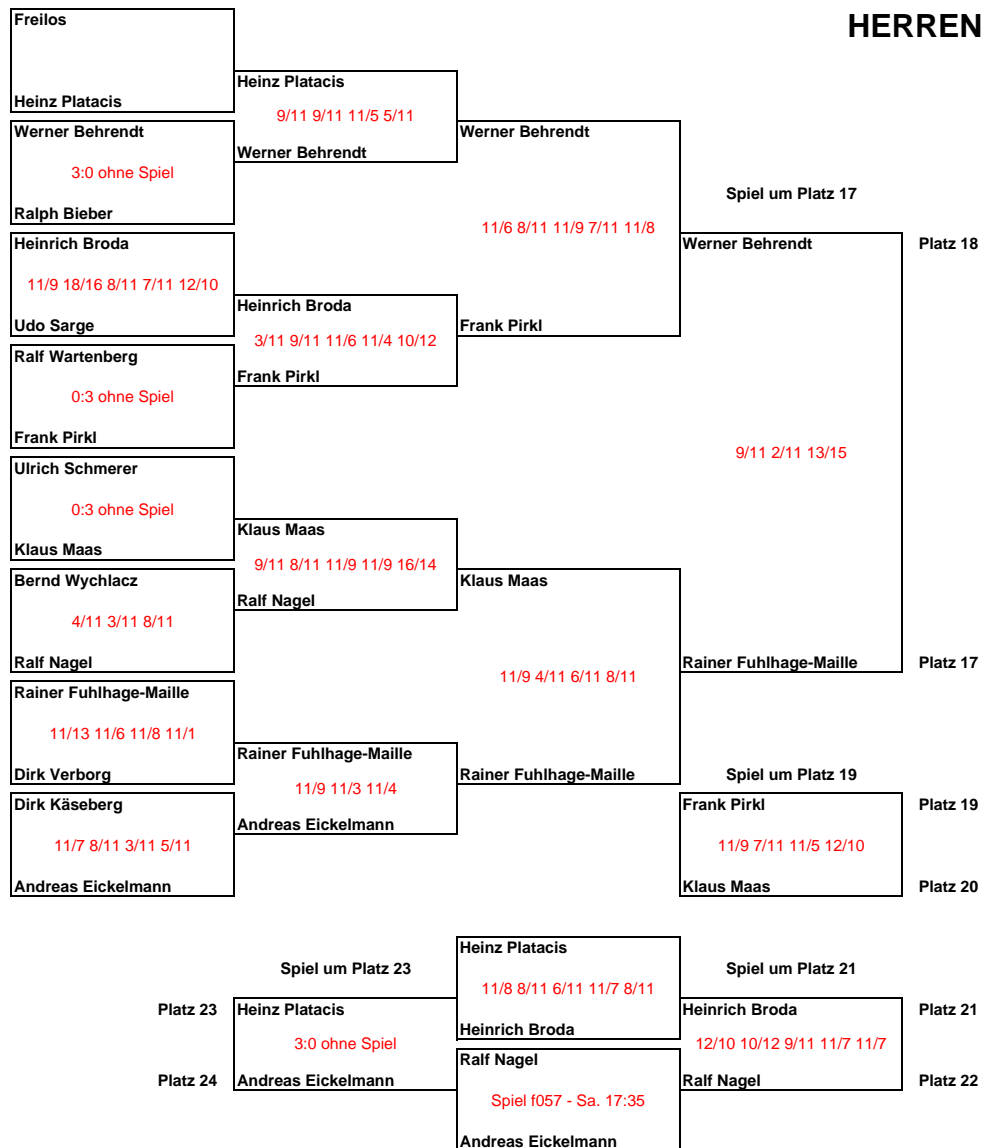 HERREN
Freilos
Heinz Platacis
Werner Behrendt
3:0 ohne Spiel
Ralph Bieber
Heinrich Broda
11/9 18/16 8/11 7/11 12/10
Udo Sarge
Ralf Wartenberg
0:3 ohne Spiel
Frank Pirkl
Ulrich Schmerer
0:3 ohne Spiel
Klaus Maas
Bernd Wychlacz
4/11 3/11 8/11
Ralf Nagel
Rainer Fuhlhage-Maille
11/13 11/6 11/8 11/1
Dirk Verborg
Dirk Käseberg
11/7 8/11 3/11 5/11
Andreas Eickelmann
Heinz Platacis
9/11 9/11 11/5 5/11
Werner Behrendt
Heinrich Broda
3/11 9/11 11/6 11/4 10/12
Frank Pirkl
Klaus Maas
9/11 8/11 11/9 11/9 16/14
Ralf Nagel
Rainer Fuhlhage-Maille
11/9 11/3 11/4
Andreas Eickelmann
Werner Behrendt
11/6 8/11 11/9 7/11 11/8
Frank Pirkl
Klaus Maas
11/9 4/11 6/11 8/11
Rainer Fuhlhage-Maille
Spiel um Platz 17
Werner Behrendt
Platz 18
9/11 2/11 13/15
Rainer Fuhlhage-Maille
Platz 17
Spiel um Platz 19
Frank Pirkl
Platz 19
11/9 7/11 11/5 12/10
Klaus Maas
Platz 20
Heinz Platacis
11/8 8/11 6/11 11/7 8/11
Heinrich Broda
Ralf Nagel
Spiel f057 - Sa. 17:35
Andreas Eickelmann
Spiel um Platz 23
Platz 23
Heinz Platacis
3:0 ohne Spiel
Platz 24
Andreas Eickelmann
Spiel um Platz 21
Heinrich Broda
Platz 21
12/10 10/12 9/11 11/7 11/7
Ralf Nagel
Platz 22